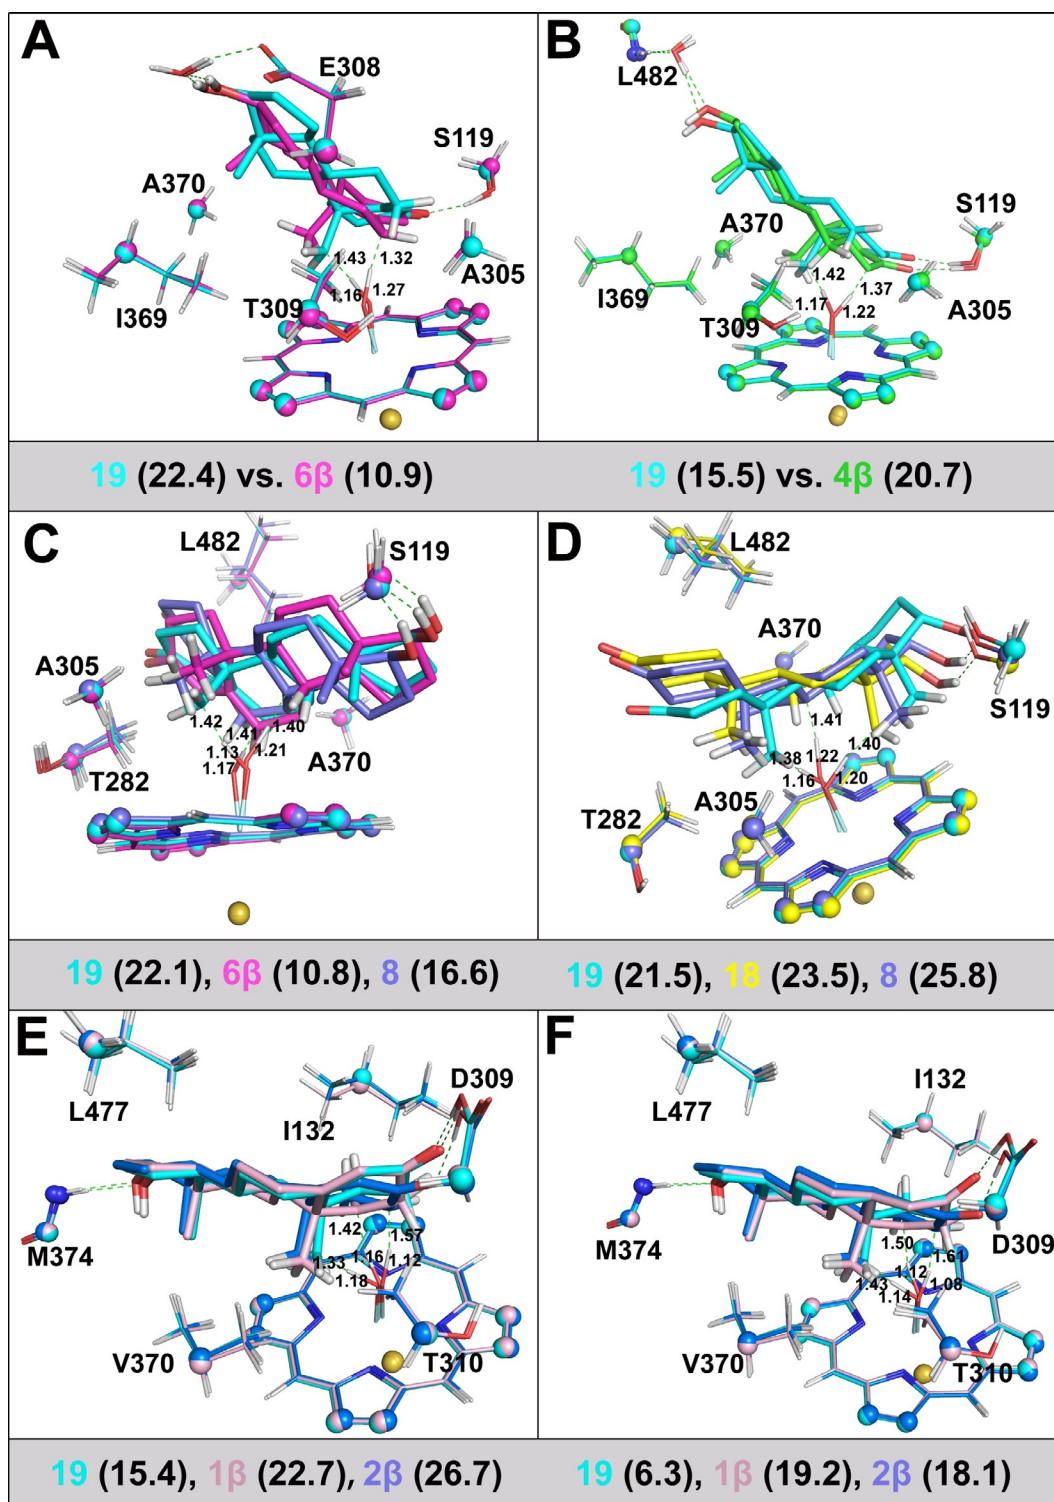 A
E308
S119
A370
A305
I369
T309
1.43
1.32
1.16
1.27
B
L482
S119
A370
I369
A305
T309
1.42
1.37
1.17
1.22
19 (22.4) vs. 6β (10.9)
19 (15.5) vs. 4β (20.7)
C
L482
S119
A305
T282
A370
1.42
1.40
1.41
1.21
1.13
1.17
D
L482
A370
S119
T282
A305
1.41
1.40
1.38
1.22
1.16
1.20
19 (22.1), 6β (10.8), 8 (16.6)
19 (21.5), 18 (23.5), 8 (25.8)
E
L477
I132
D309
M374
V370
T310
1.42
1.57
1.33
1.16
1.12
1.18
F
L477
I132
D309
M374
V370
T310
1.50
1.61
1.12
1.43
1.08
1.14
19 (15.4), 1β (22.7), 2β (26.7)
19 (6.3), 1β (19.2), 2β (18.1)